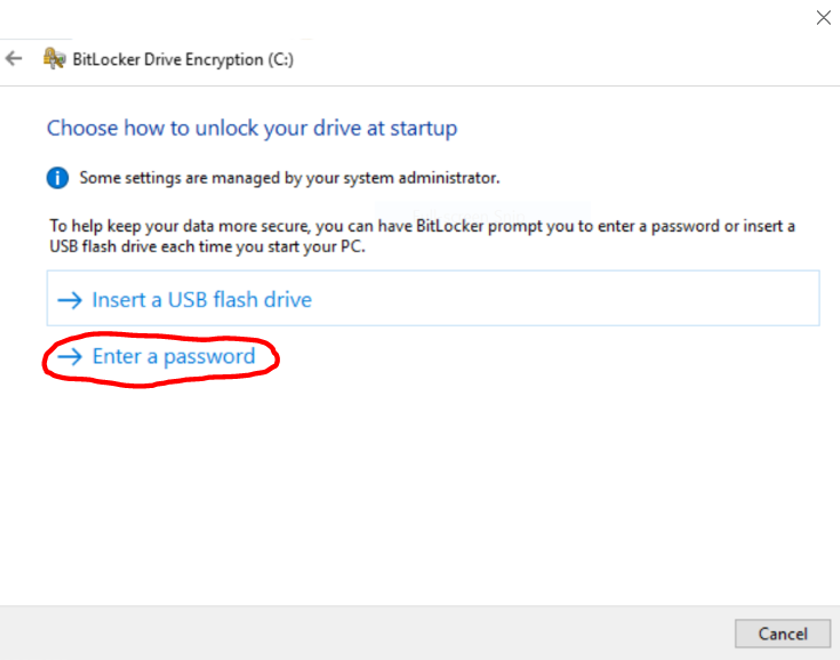 BitLocker Drive Encryption (C:)
Choose how to unlock your drive at startup
Some settings are managed by your system administrator.
To help keep your data more secure, you can have BitLocker prompt you to enter a password or insert a
USB flash drive each time you start your PC.
Insert a USB flash drive
Enter a password
Cancel